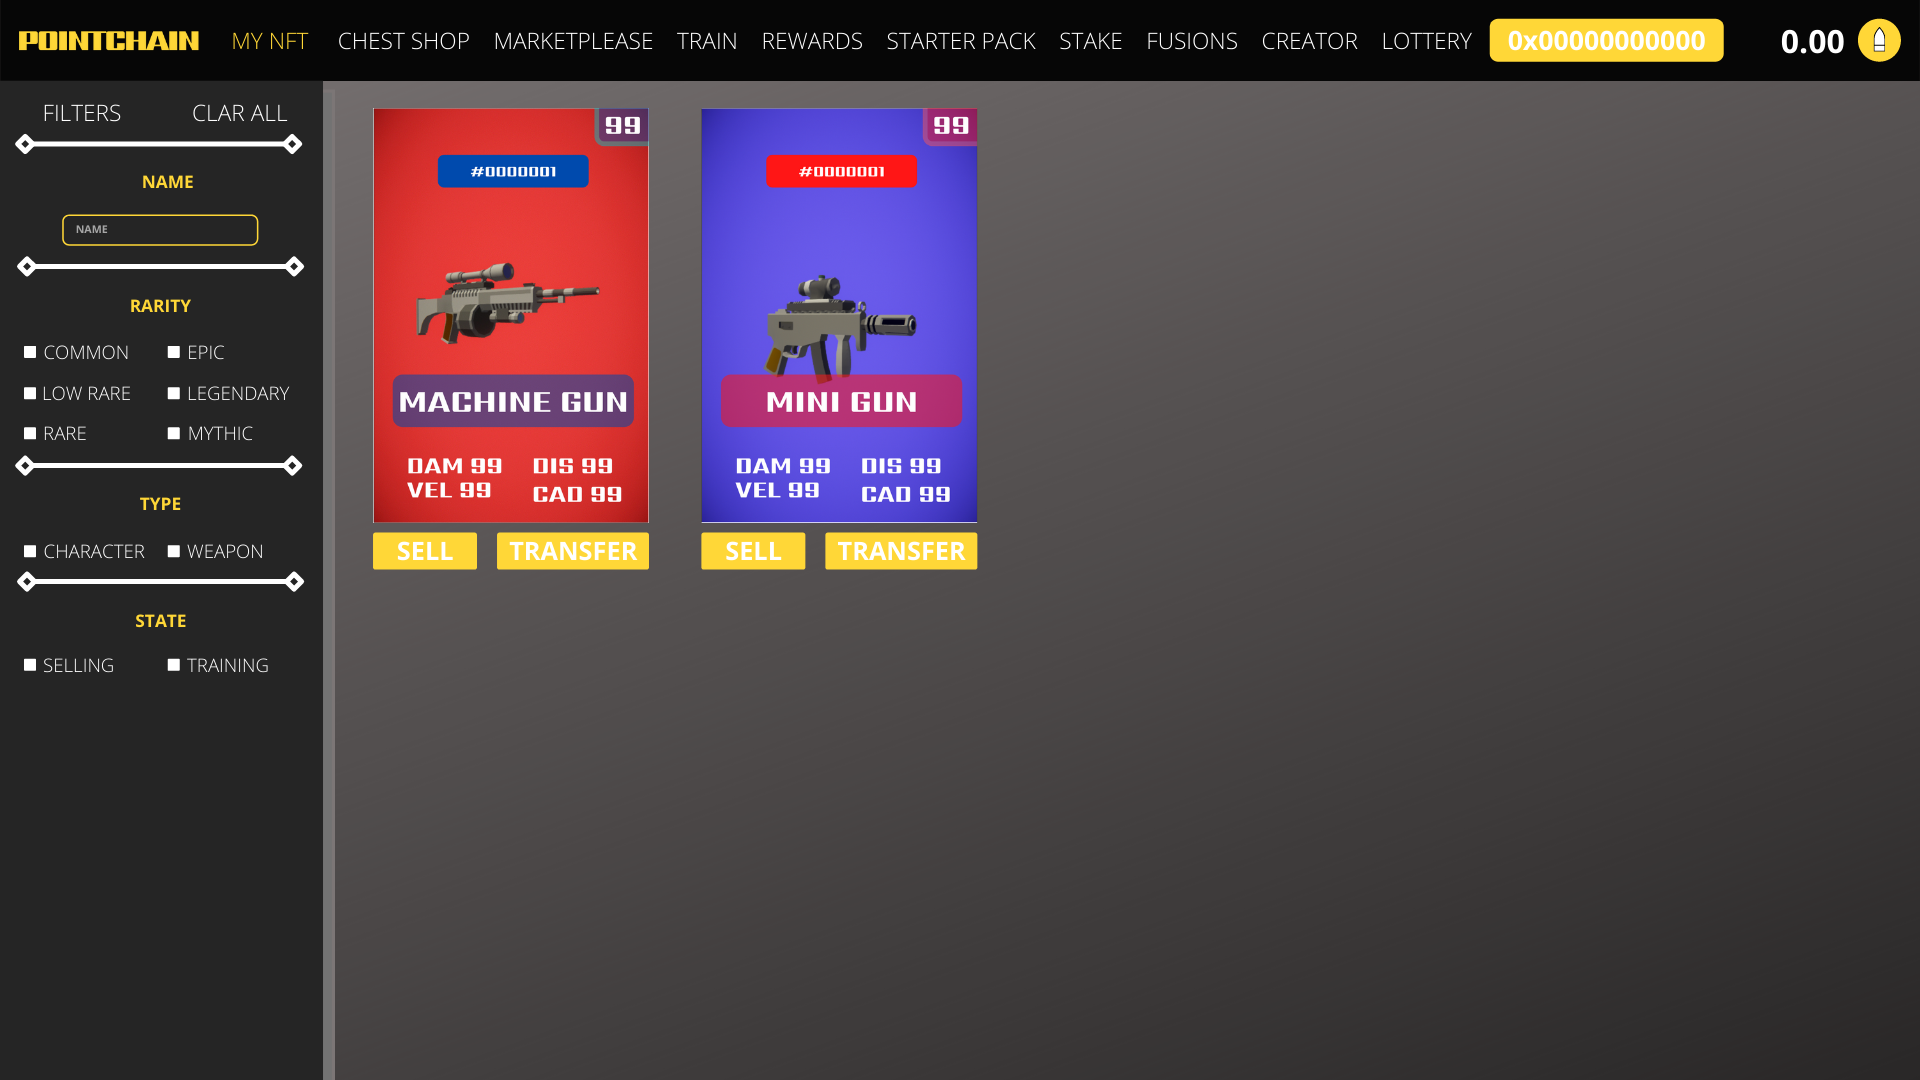 POINTCHAIN MY NFT CHEST SHOP MARKETPLEASE TRAIN REWARDS STARTER PACK STAKE FUSIONS CREATOR LOTTERY 0x00000000000 0.00
FILTERS CLAR ALL
NAME
NAME
RARITY
COMMON EPIC
LOW RARE LEGENDARY
RARE MYTHIC
TYPE
CHARACTER WEAPON
STATE
SELLING TRAINING
99
#0000001
MACHINE GUN
DAM 99 DIS 99
VEL 99 CAD 99
SELL TRANSFER
99
#0000001
MINI GUN
DAM 99 DIS 99
VEL 99 CAD 99
SELL TRANSFER